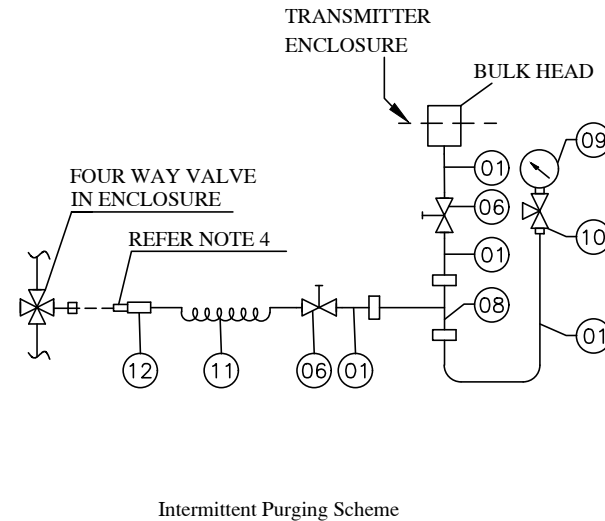 TRANSMITTER
ENCLOSURE
BULK HEAD
09
01
FOUR WAY VALVE
IN ENCLOSURE
06
10
REFER NOTE 4
01
08
01
12
11
06
01
Intermittent Purging Scheme